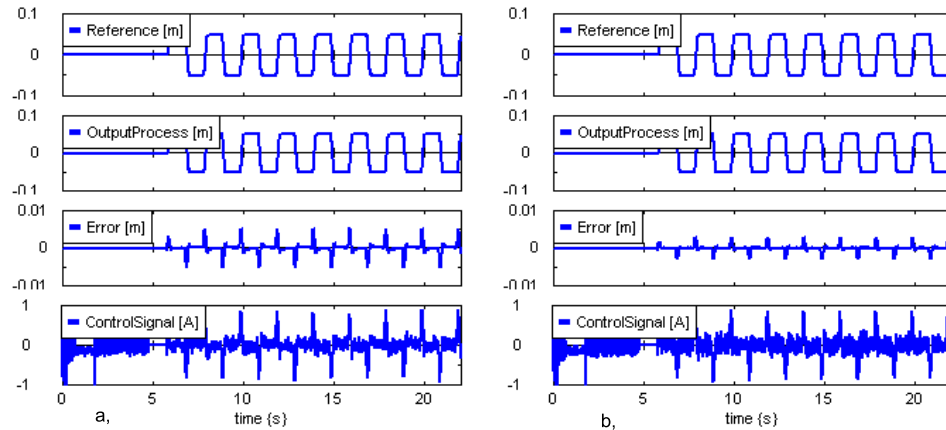 0.1
Reference [m]
0
-0.1
0.1
OutputProcess [m]
0
-0.1
0.01
Error [m]
0
-0.01
1
ControlSignal [A]
0
-1
0 5 10 15 20
a, time {s}
0.1
Reference [m]
0
-0.1
0.1
OutputProcess [m]
0
-0.1
0.01
Error [m]
0
-0.01
1
ControlSignal [A]
0
-1
0 5 10 15 20
b, time {s}